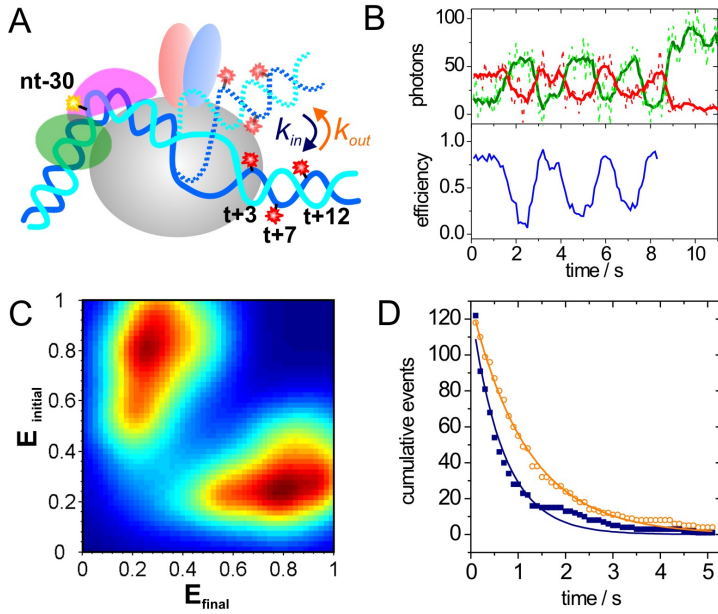 A
nt-30
k_in
k_out
t+3
t+7
t+12
B
photons
100
50
0
efficiency
1.0
0.5
0.0
0 2 4 6 8 10
time / s
C
E initial
1
0.8
0.6
0.4
0.2
0
0 0.2 0.4 0.6 0.8 1
E final
D
cumulative events
120
100
80
60
40
20
0
0 1 2 3 4 5
time / s